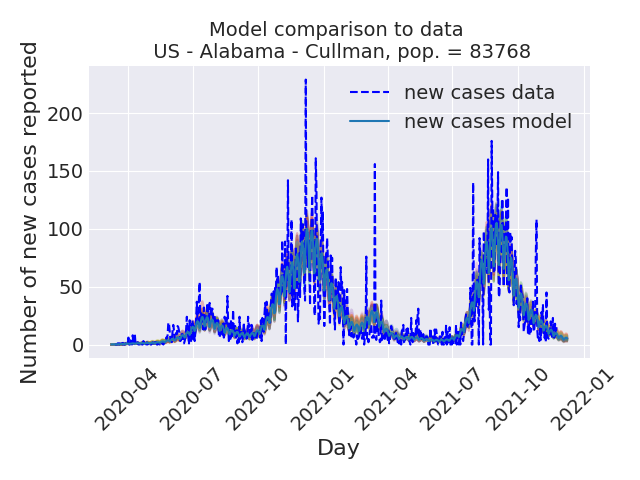 Model comparison to data
US - Alabama - Cullman, pop. = 83768
new cases data
new cases model
Number of new cases reported
200
150
100
50
0
2020-04
2020-07
2020-10
2021-01
2021-04
2021-07
2021-10
2022-01
Day